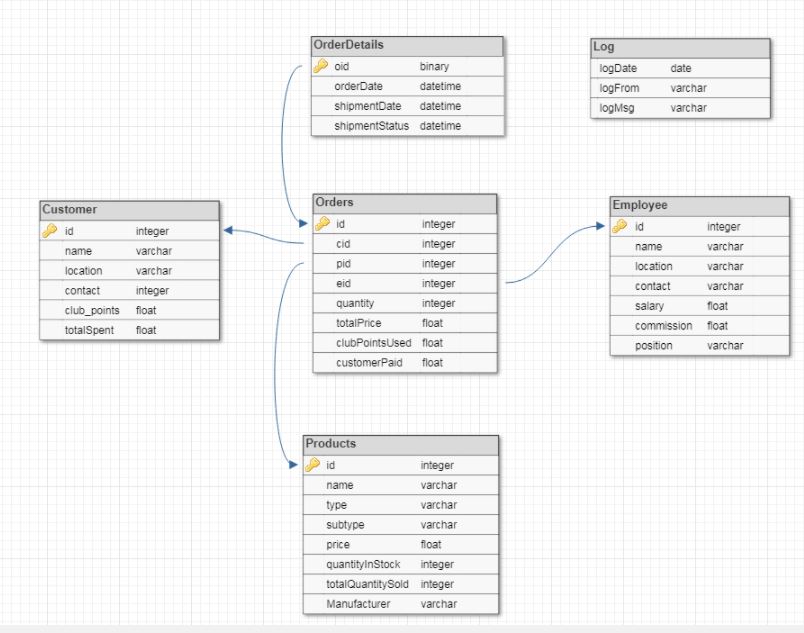 OrderDetails
oid binary
orderDate datetime
shipmentDate datetime
shipmentStatus datetime
Log
logDate date
logFrom varchar
logMsg varchar
Customer
id integer
name varchar
location varchar
contact integer
club_points float
totalSpent float
Orders
id integer
cid integer
pid integer
eid integer
quantity integer
totalPrice float
clubPointsUsed float
customerPaid float
Employee
id integer
name varchar
location varchar
contact varchar
salary float
commission float
position varchar
Products
id integer
name varchar
type varchar
subtype varchar
price float
quantityInStock integer
totalQuantitySold integer
Manufacturer varchar